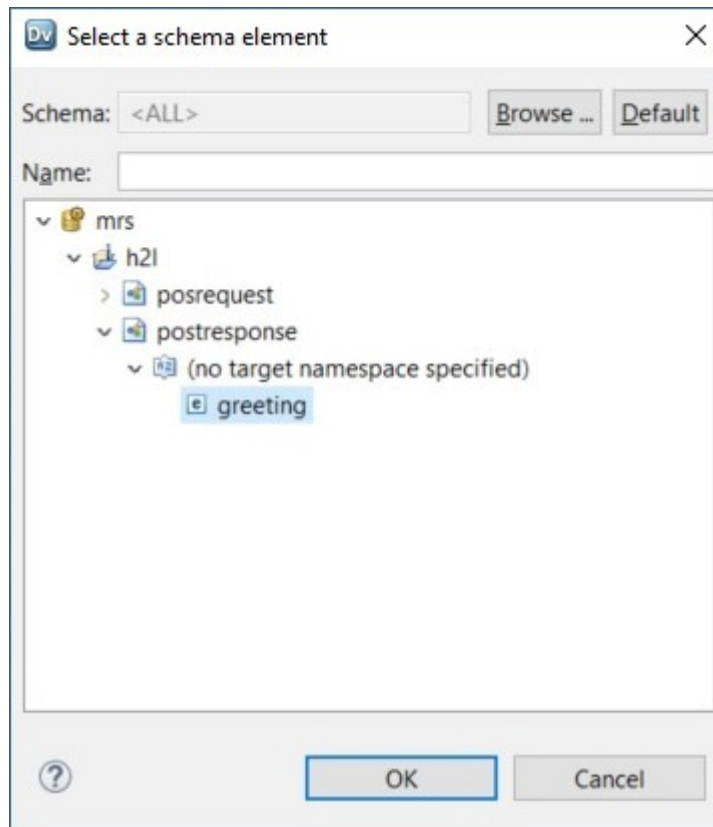 Dv Select a schema element
Schema: <ALL> Browse ... Default
Name:
mrs
h2l
posrequest
postresponse
(no target namespace specified)
e greeting
? OK Cancel